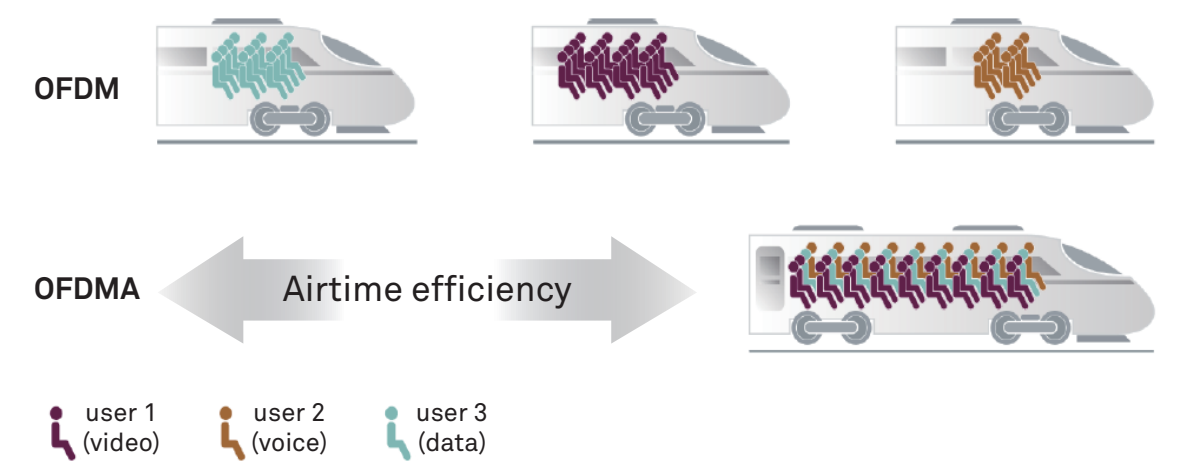 OFDM
OFDMA
Airtime efficiency
user 1
(video)
user 2
(voice)
user 3
(data)